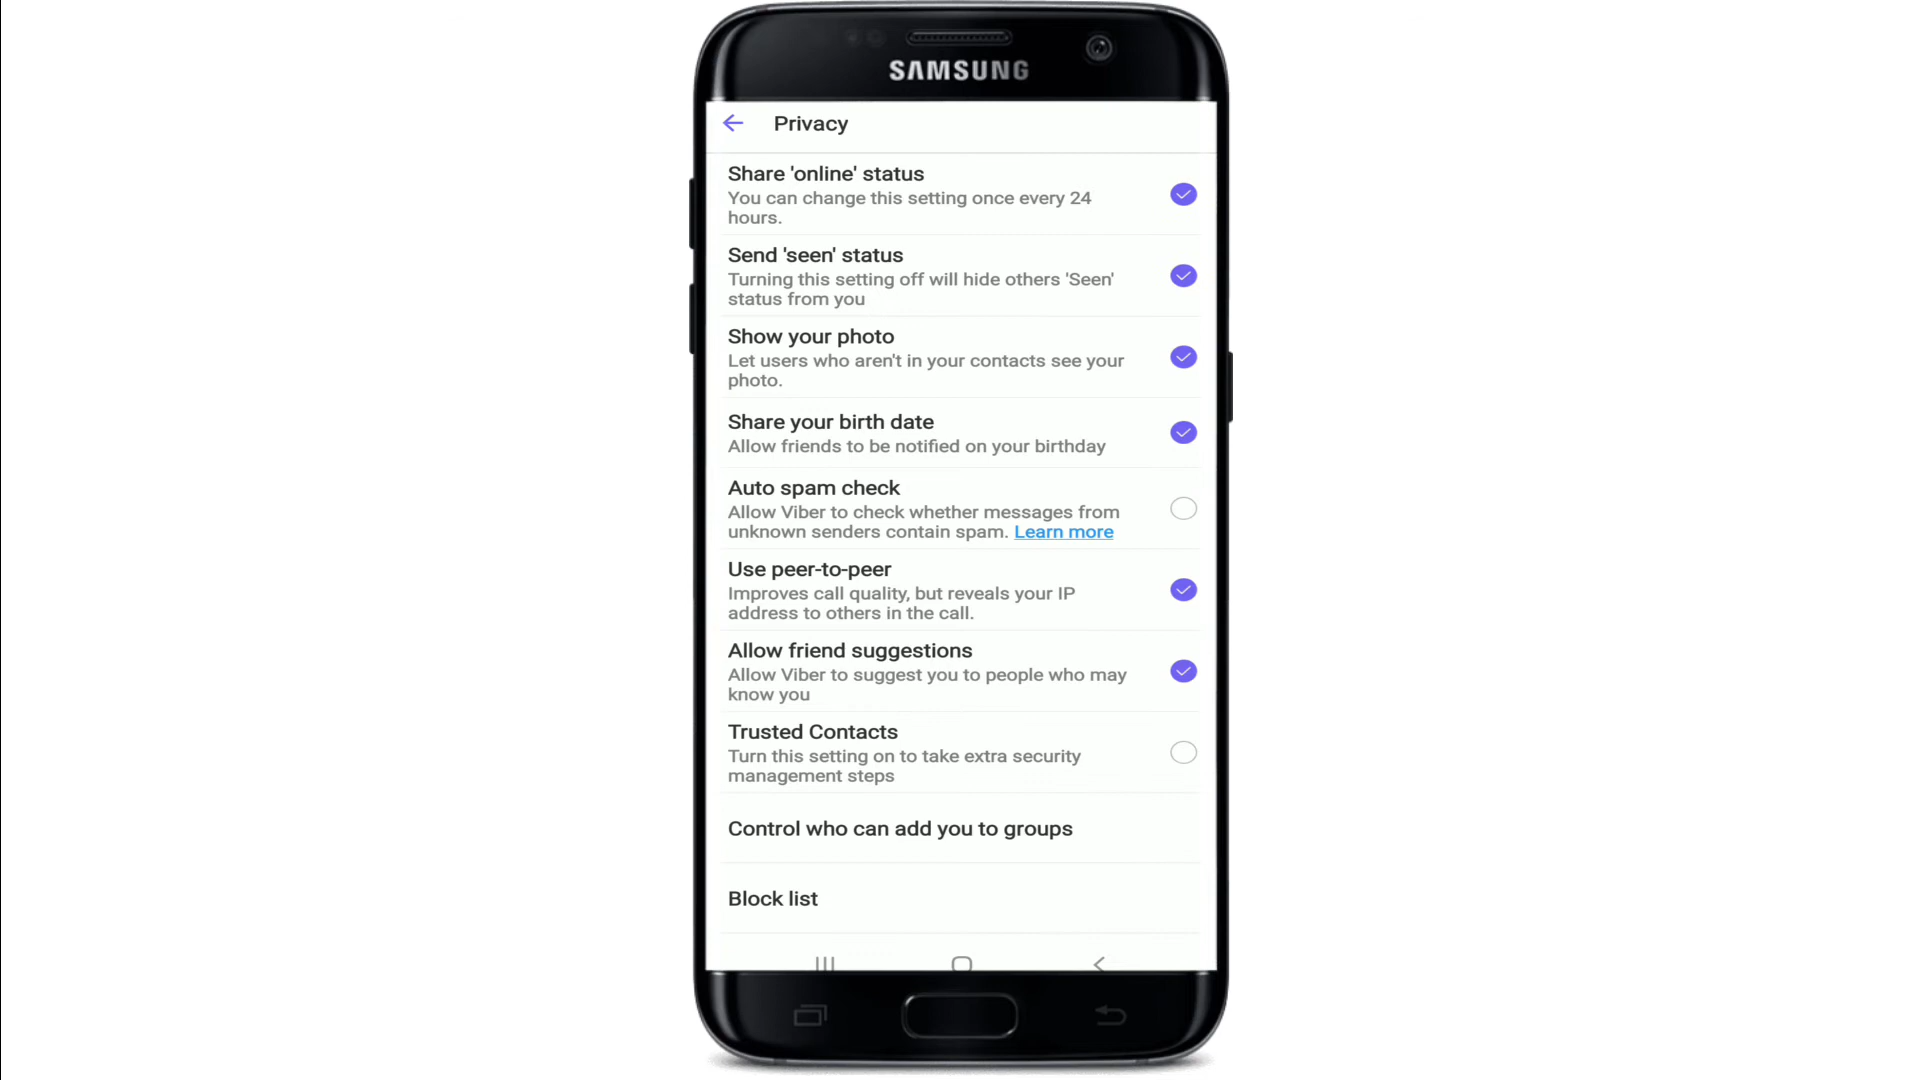 SAMSUNG
Privacy
Share 'online' status
You can change this setting once every 24
hours.
Send 'seen' status
Turning this setting off will hide others 'Seen'
status from you
Show your photo
Let users who aren't in your contacts see your
photo.
Share your birth date
Allow friends to be notified on your birthday
Auto spam check
Allow Viber to check whether messages from
unknown senders contain spam. Learn more
Use peer-to-peer
Improves call quality, but reveals your IP
address to others in the call.
Allow friend suggestions
Allow Viber to suggest you to people who may
know you
Trusted Contacts
Turn this setting on to take extra security
management steps
Control who can add you to groups
Block list